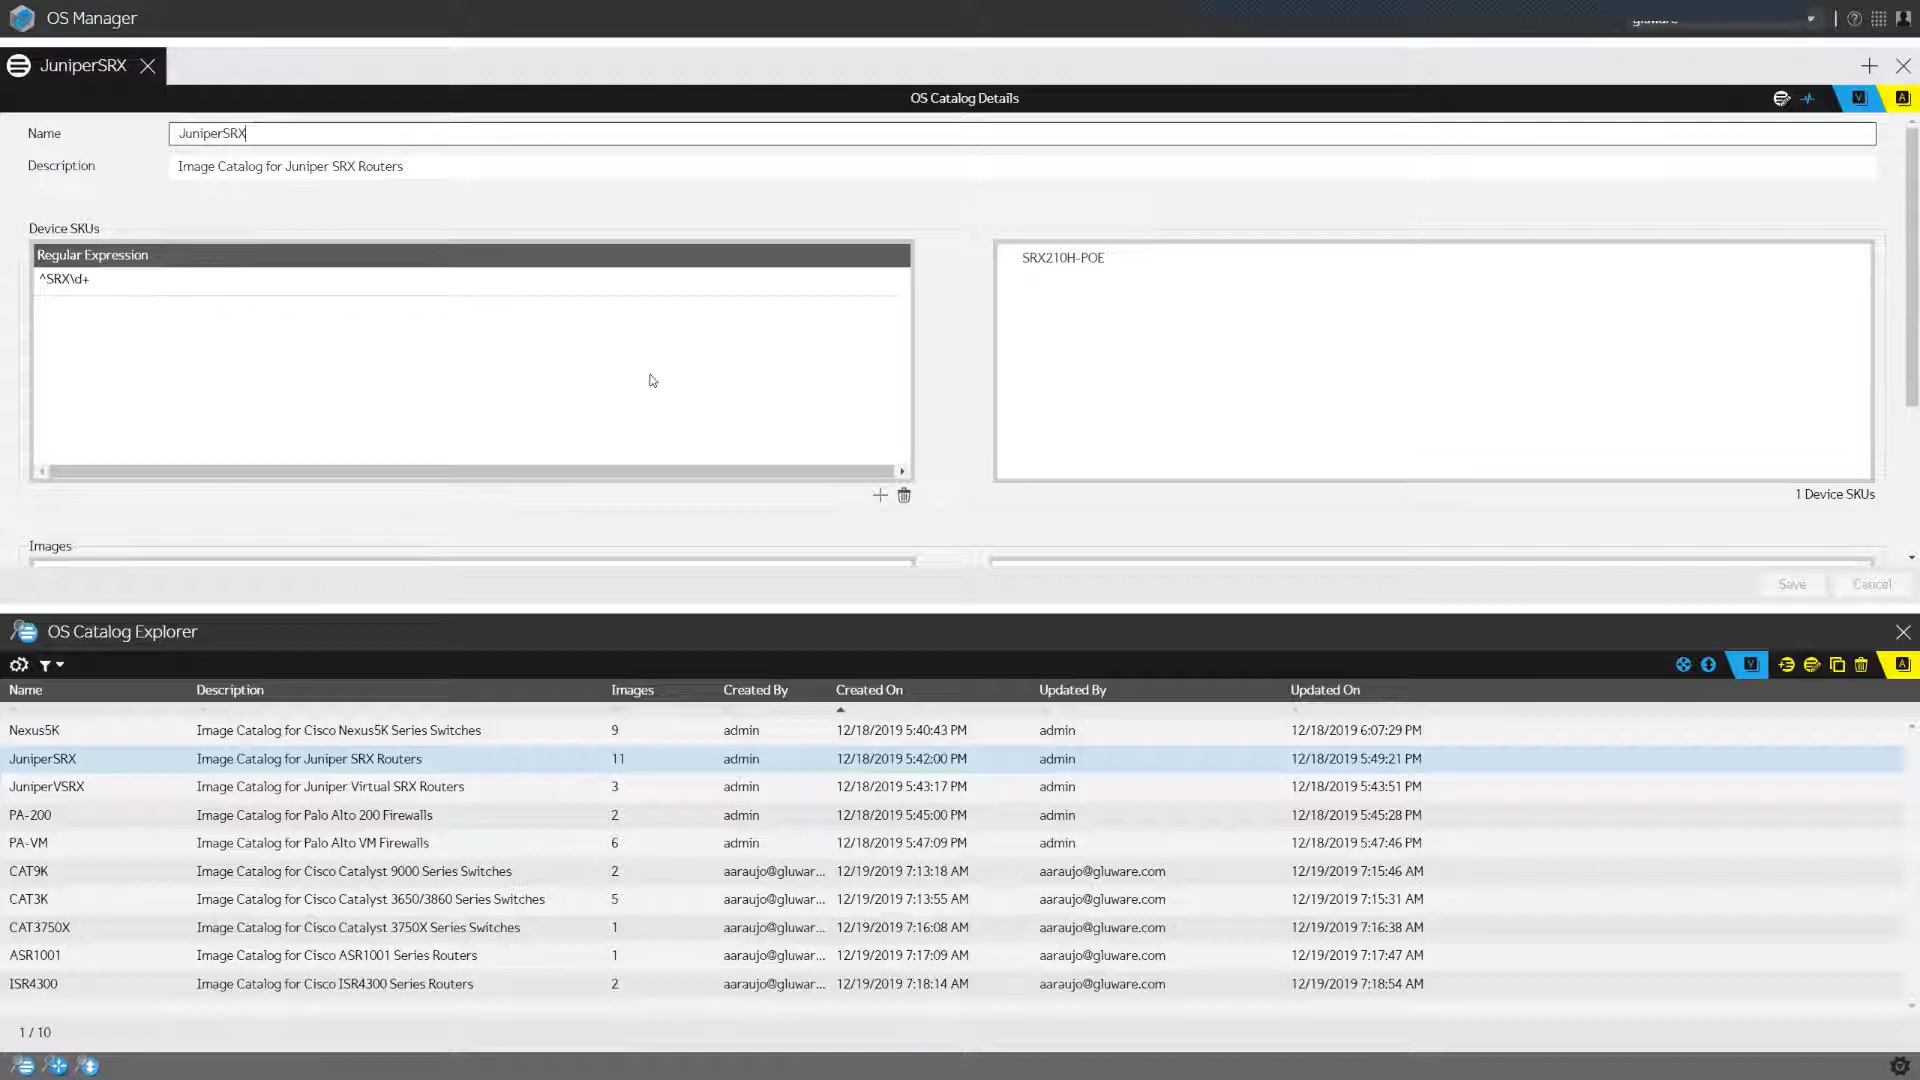 OS Manager
JuniperSRX
OS Catalog Details
V
A
Name
JuniperSRX
Description
Image Catalog for Juniper SRX Routers
Device SKUs
Regular Expression
^SRX\d+
SRX210H-POE
1 Device SKUs
Images
Save
Cancel
OS Catalog Explorer
V
A
Name Description Images Created By Created On Updated By Updated On
Nexus5K Image Catalog for Cisco Nexus5K Series Switches 9 admin 12/18/2019 5:40:43 PM admin 12/18/2019 6:07:29 PM
JuniperSRX Image Catalog for Juniper SRX Routers 11 admin 12/18/2019 5:42:00 PM admin 12/18/2019 5:49:21 PM
JuniperVSRX Image Catalog for Juniper Virtual SRX Routers 3 admin 12/18/2019 5:43:17 PM admin 12/18/2019 5:43:51 PM
PA-200 Image Catalog for Palo Alto 200 Firewalls 2 admin 12/18/2019 5:45:00 PM admin 12/18/2019 5:45:28 PM
PA-VM Image Catalog for Palo Alto VM Firewalls 6 admin 12/18/2019 5:47:09 PM admin 12/18/2019 5:47:46 PM
CAT9K Image Catalog for Cisco Catalyst 9000 Series Switches 2 aaraujo@gluwar... 12/19/2019 7:13:18 AM aaraujo@gluware.com 12/19/2019 7:15:46 AM
CAT3K Image Catalog for Cisco Catalyst 3650/3860 Series Switches 5 aaraujo@gluwar... 12/19/2019 7:13:55 AM aaraujo@gluware.com 12/19/2019 7:15:31 AM
CAT3750X Image Catalog for Cisco Catalyst 3750X Series Switches 1 aaraujo@gluwar... 12/19/2019 7:16:08 AM aaraujo@gluware.com 12/19/2019 7:16:38 AM
ASR1001 Image Catalog for Cisco ASR1001 Series Routers 1 aaraujo@gluwar... 12/19/2019 7:17:09 AM aaraujo@gluware.com 12/19/2019 7:17:47 AM
ISR4300 Image Catalog for Cisco ISR4300 Series Routers 2 aaraujo@gluwar... 12/19/2019 7:18:14 AM aaraujo@gluware.com 12/19/2019 7:18:54 AM
1 / 10